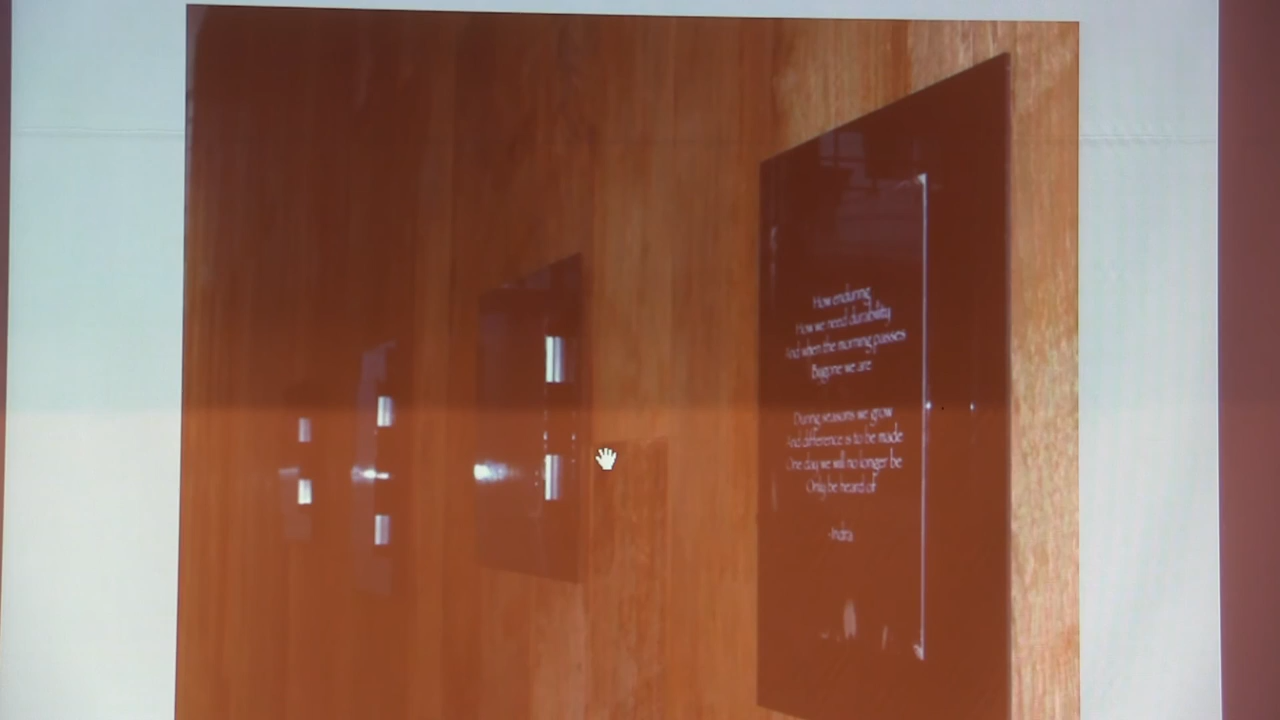 How enduring
How we need durability
And when the morning passes
Bygone we are
During seasons we grow
And difference is to be made
One day we will no longer be
Only be heard of
-Indra